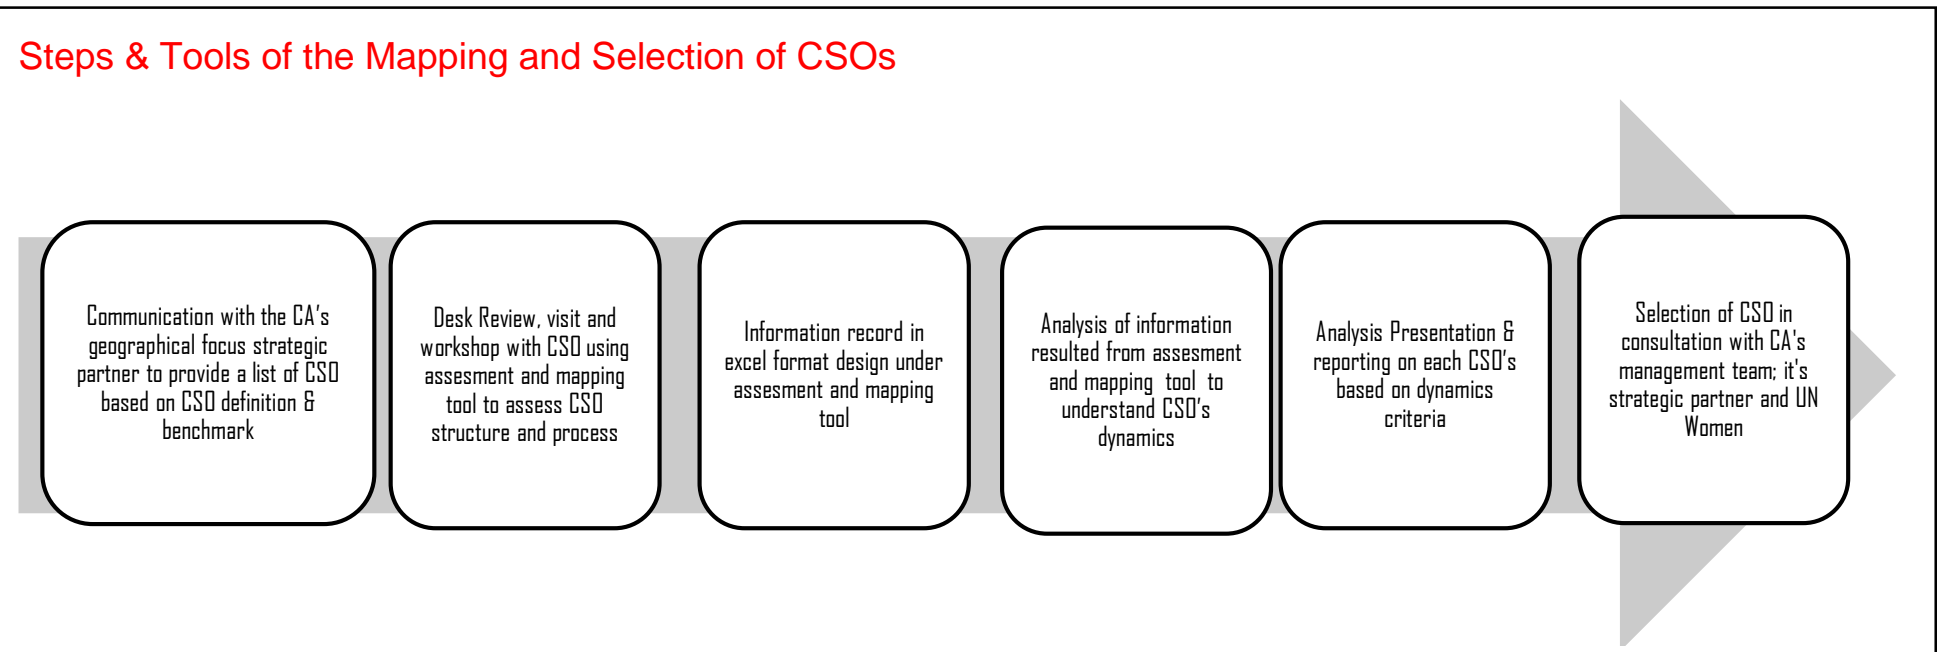 Steps & Tools of the Mapping and Selection of CSOs
Communication with the CA's
geographical focus strategic
partner to provide a list of CSO
based on CSO definition &
benchmark
Desk Review, visit and
workshop with CSO using
assesment and mapping
tool to assess CSO
structure and process
Information record in
excel format design under
assesment and mapping
tool
Analysis of information
resulted from assesment
and mapping tool to
understand CSO's
dynamics
Analysis Presentation &
reporting on each CSO's
based on dynamics
criteria
Selection of CSO in
consultation with CA's
management team; it's
strategic partner and UN
Women